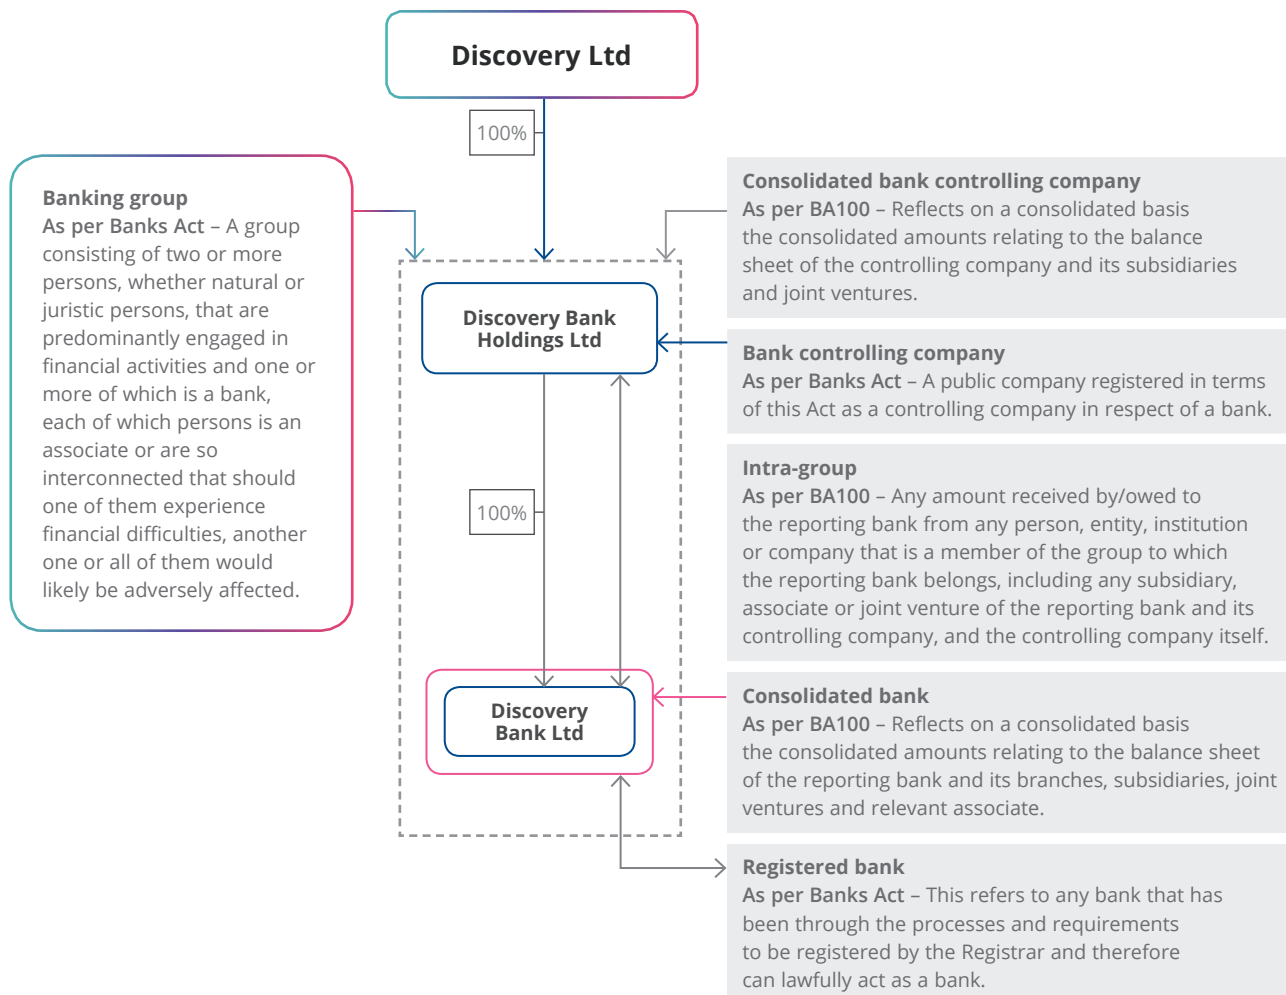 Discovery Ltd
100%
Banking group
As per Banks Act – A group
consisting of two or more
persons, whether natural or
juristic persons, that are
predominantly engaged in
financial activities and one or
more of which is a bank,
each of which persons is an
associate or are so
interconnected that should
one of them experience
financial difficulties, another
one or all of them would
likely be adversely affected.
Discovery Bank
Holdings Ltd
100%
Discovery
Bank Ltd
Consolidated bank controlling company
As per BA100 – Reflects on a consolidated basis
the consolidated amounts relating to the balance
sheet of the controlling company and its subsidiaries
and joint ventures.
Bank controlling company
As per Banks Act – A public company registered in terms
of this Act as a controlling company in respect of a bank.
Intra-group
As per BA100 – Any amount received by/owed to
the reporting bank from any person, entity, institution
or company that is a member of the group to which
the reporting bank belongs, including any subsidiary,
associate or joint venture of the reporting bank and its
controlling company, and the controlling company itself.
Consolidated bank
As per BA100 – Reflects on a consolidated basis
the consolidated amounts relating to the balance sheet
of the reporting bank and its branches, subsidiaries, joint
ventures and relevant associate.
Registered bank
As per Banks Act – This refers to any bank that has
been through the processes and requirements
to be registered by the Registrar and therefore
can lawfully act as a bank.